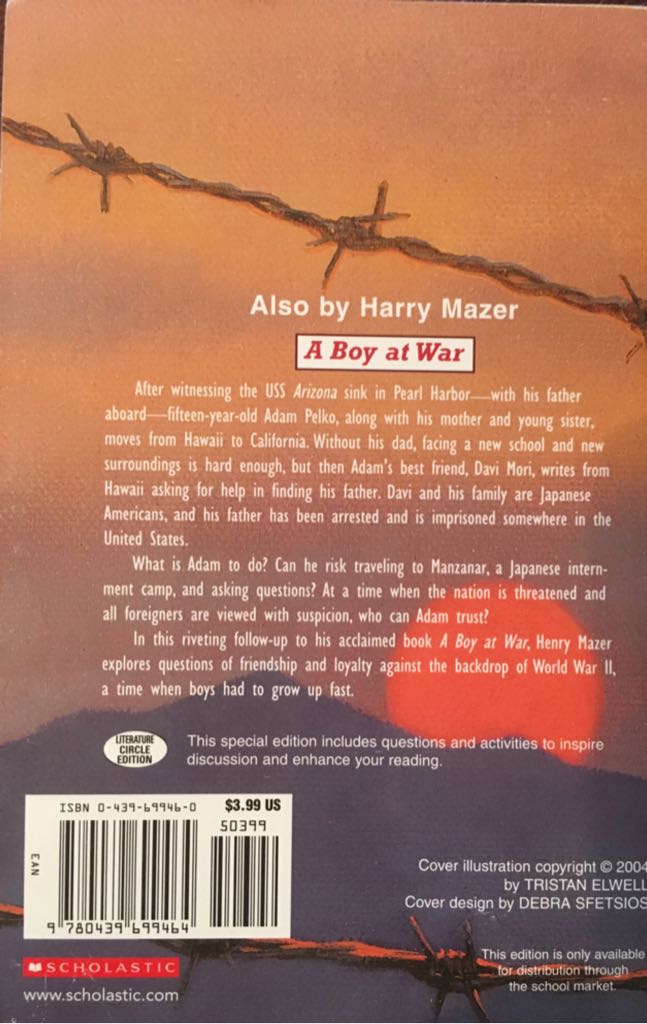 Also by Harry Mazer
A Boy at War
After witnessing the USS Arizona sink in Pearl Harbor—with his father
aboard—fifteen-year-old Adam Pelko, along with his mother and young sister,
moves from Hawaii to California. Without his dad, facing a new school and new
surroundings is hard enough, but then Adam's best friend, Davi Mori, writes from
Hawaii asking for help in finding his father. Davi and his family are Japanese
Americans, and his father has been arrested and is imprisoned somewhere in the
United States.
What is Adam to do? Can he risk traveling to Manzanar, a Japanese intern-
ment camp, and asking questions? At a time when the nation is threatened and
all foreigners are viewed with suspicion, who can Adam trust?
In this riveting follow-up to his acclaimed book A Boy at War, Henry Mazer
explores questions of friendship and loyalty against the backdrop of World War II,
a time when boys had to grow up fast.
LITERATURE
CIRCLE
EDITION
This special edition includes questions and activities to inspire
discussion and enhance your reading.
ISBN 0-439-69946-0
$3.99 US
50399
EAN
9 780439 699464
Cover illustration copyright © 2004
by TRISTAN ELWELL
Cover design by DEBRA SFETSIOS
SCHOLASTIC
www.scholastic.com
This edition is only available
for distribution through
the school market.